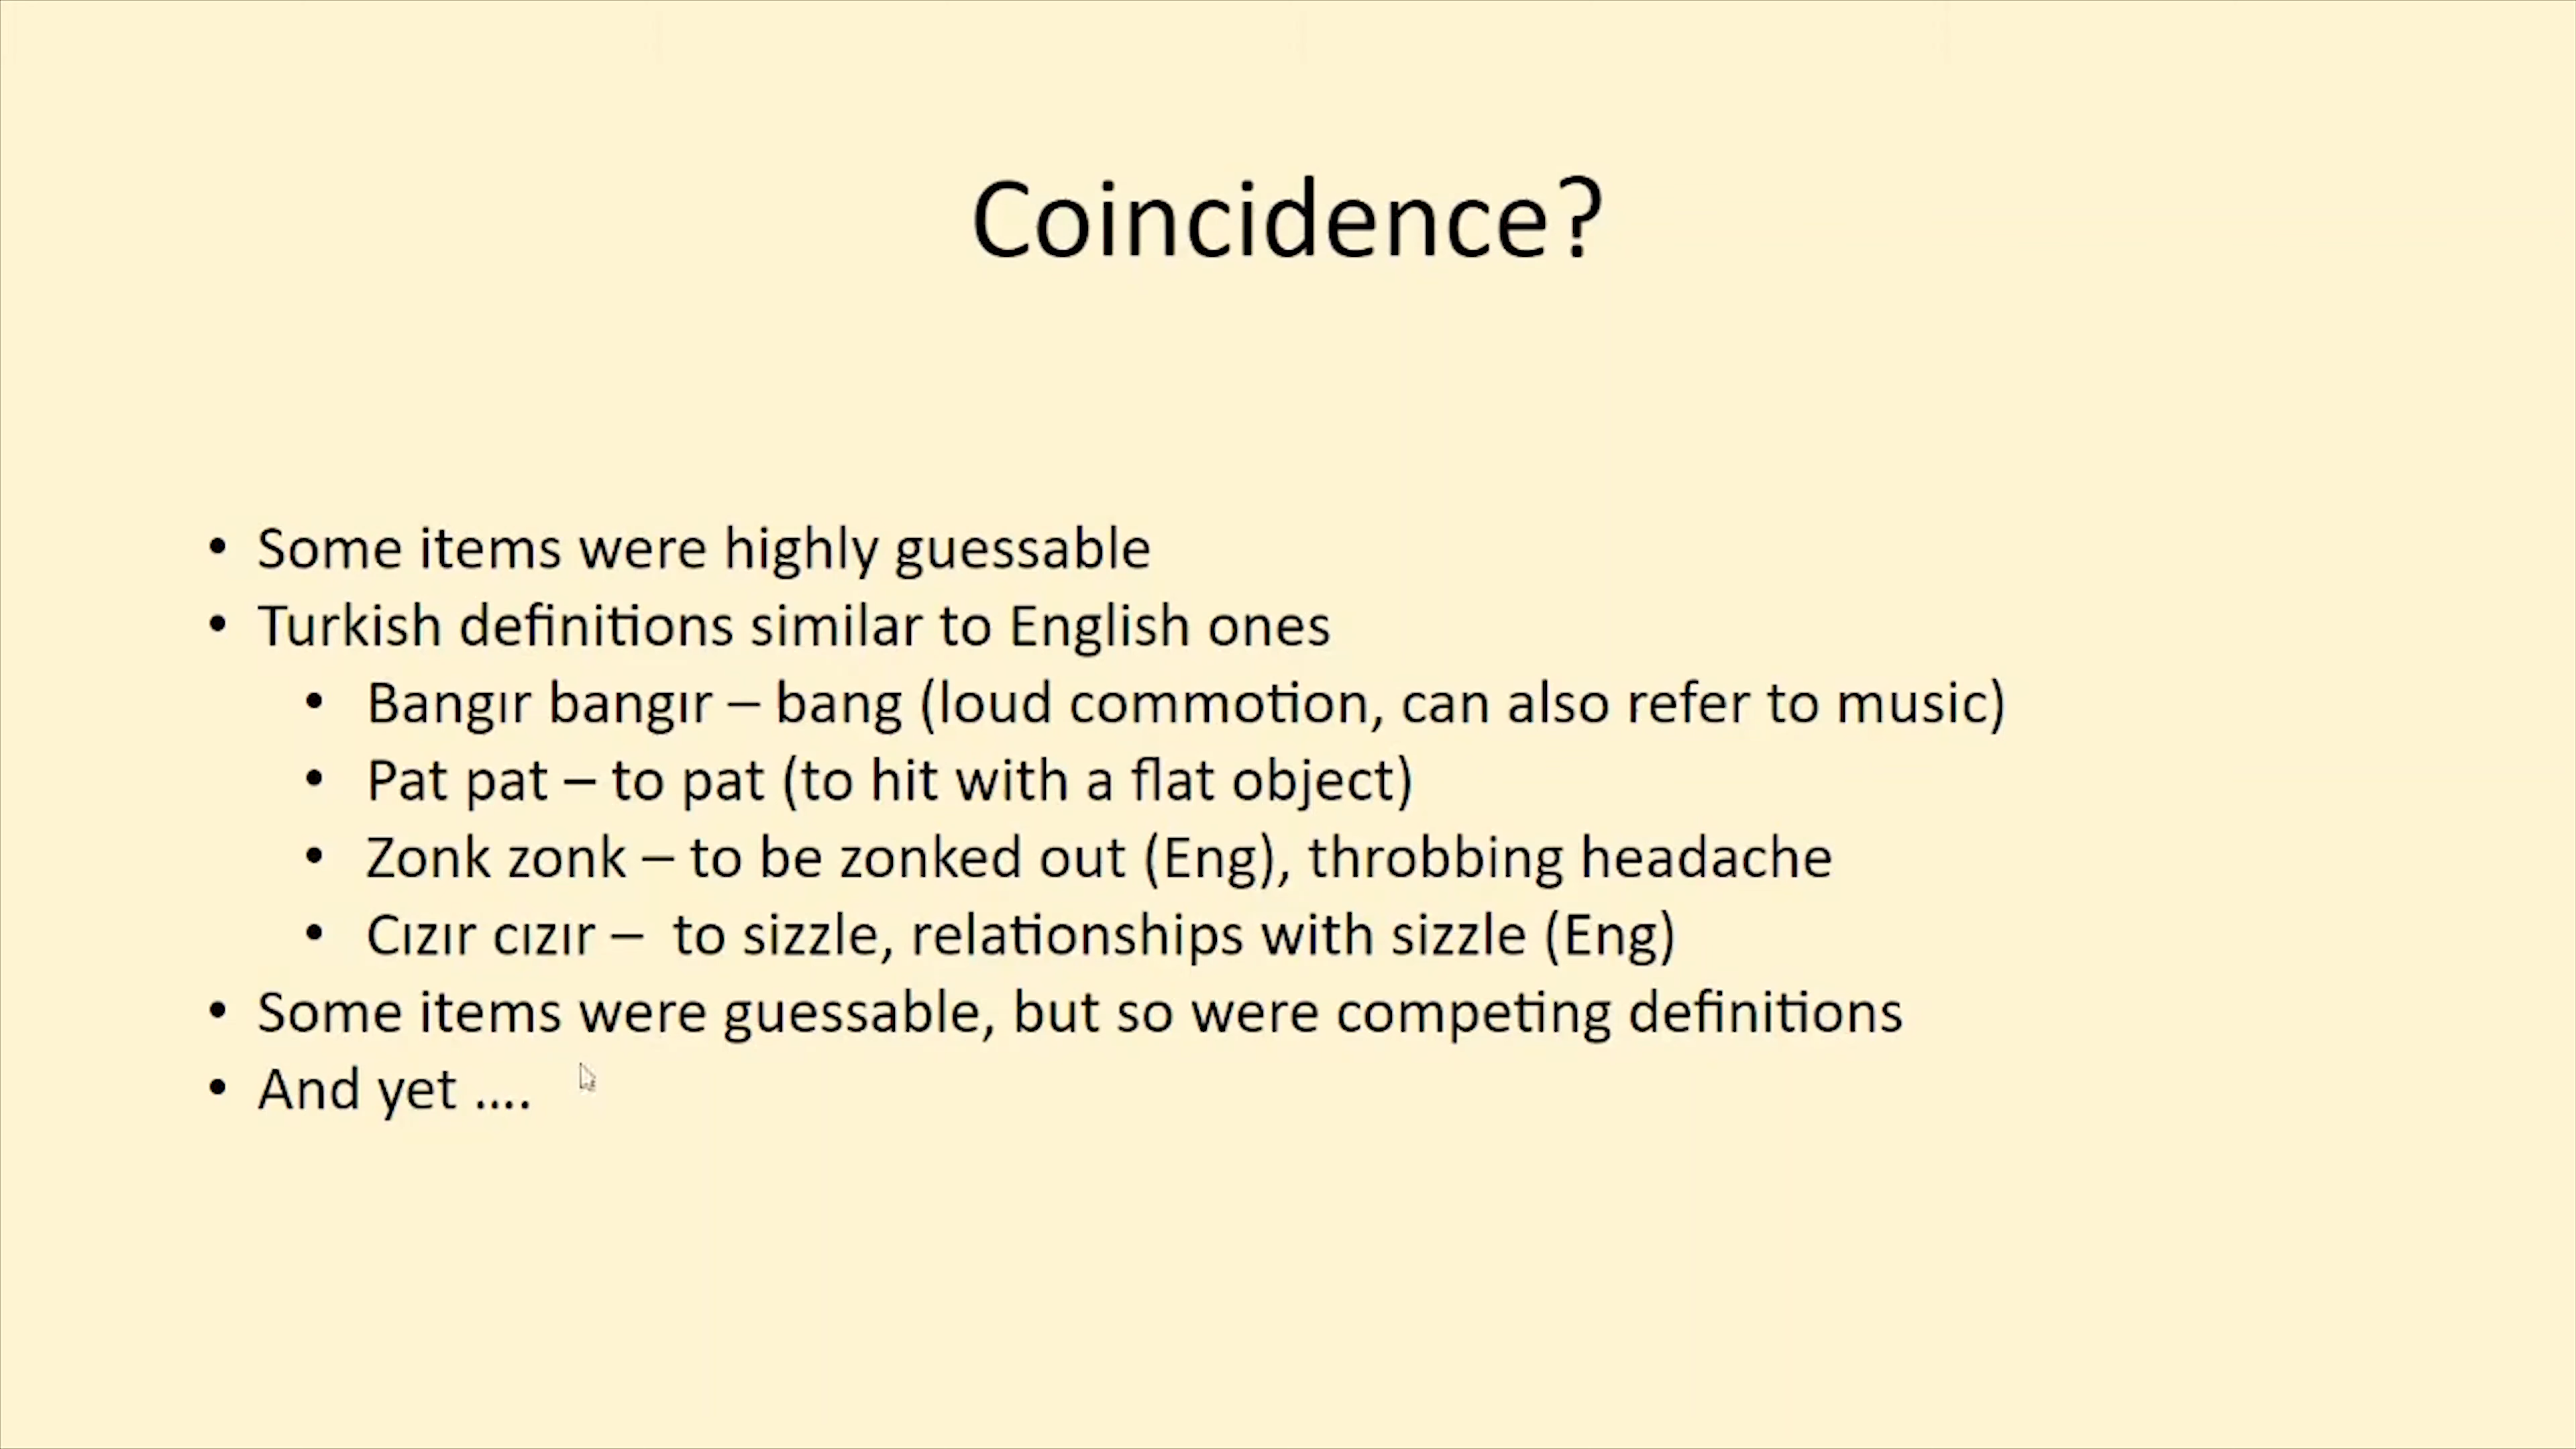 Coincidence?
• Some items were highly guessable
• Turkish definitions similar to English ones
• Bangır bangır – bang (loud commotion, can also refer to music)
• Pat pat – to pat (to hit with a flat object)
• Zonk zonk – to be zonked out (Eng), throbbing headache
• Cızır cızır –  to sizzle, relationships with sizzle (Eng)
• Some items were guessable, but so were competing definitions
• And yet ....